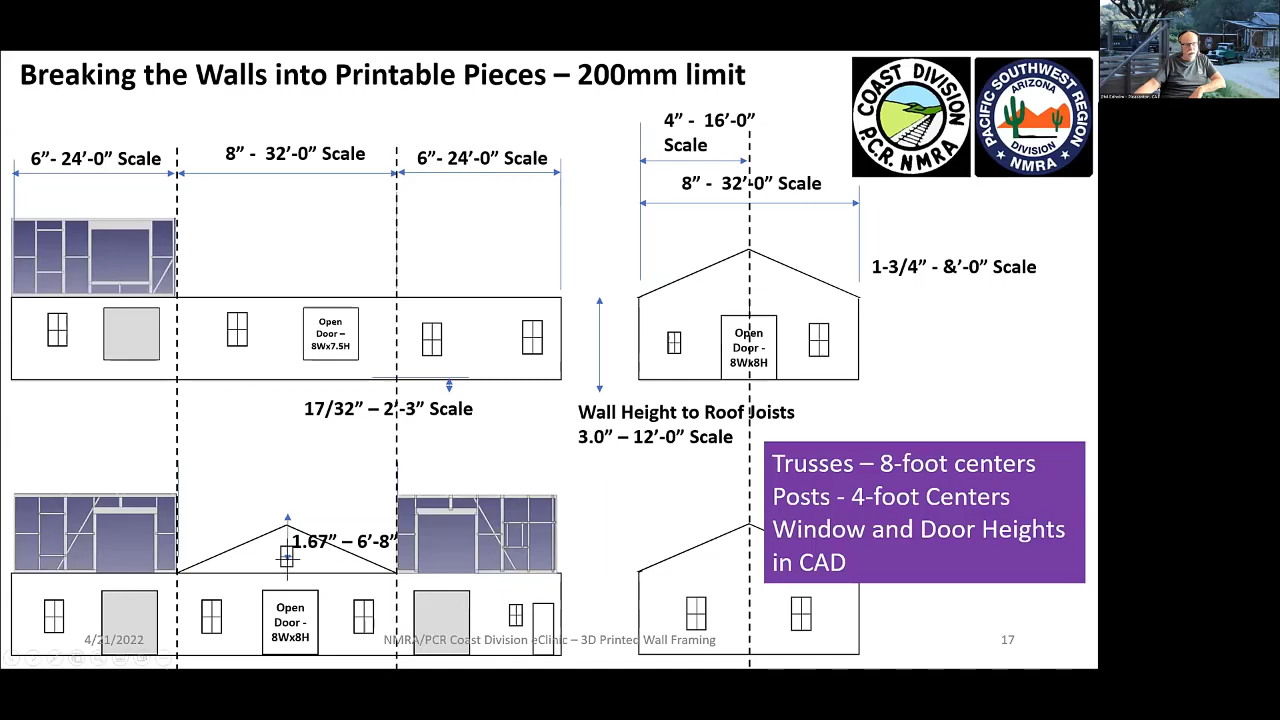 Breaking the Walls into Printable Pieces – 200mm limit
COAST DIVISION
P.C.R. NMRA
PACIFIC SOUTHWEST REGION
ARIZONA
DIVISION
★ NMRA ★
6”- 24’-0” Scale
8” - 32’-0” Scale
6”- 24’-0” Scale
4” - 16’-0”
Scale
8” - 32’-0” Scale
1-3/4” - &’-0” Scale
Open
Door –
8Wx7.5H
Open
Door -
8Wx8H
17/32” – 2’-3” Scale
Wall Height to Roof Joists
3.0” – 12’-0” Scale
Trusses – 8-foot centers
Posts - 4-foot Centers
Window and Door Heights
in CAD
1.67” – 6’-8”
Open
Door -
8Wx8H
4/21/2022
NMRA/PCR Coast Division eClinic – 3D Printed Wall Framing
17